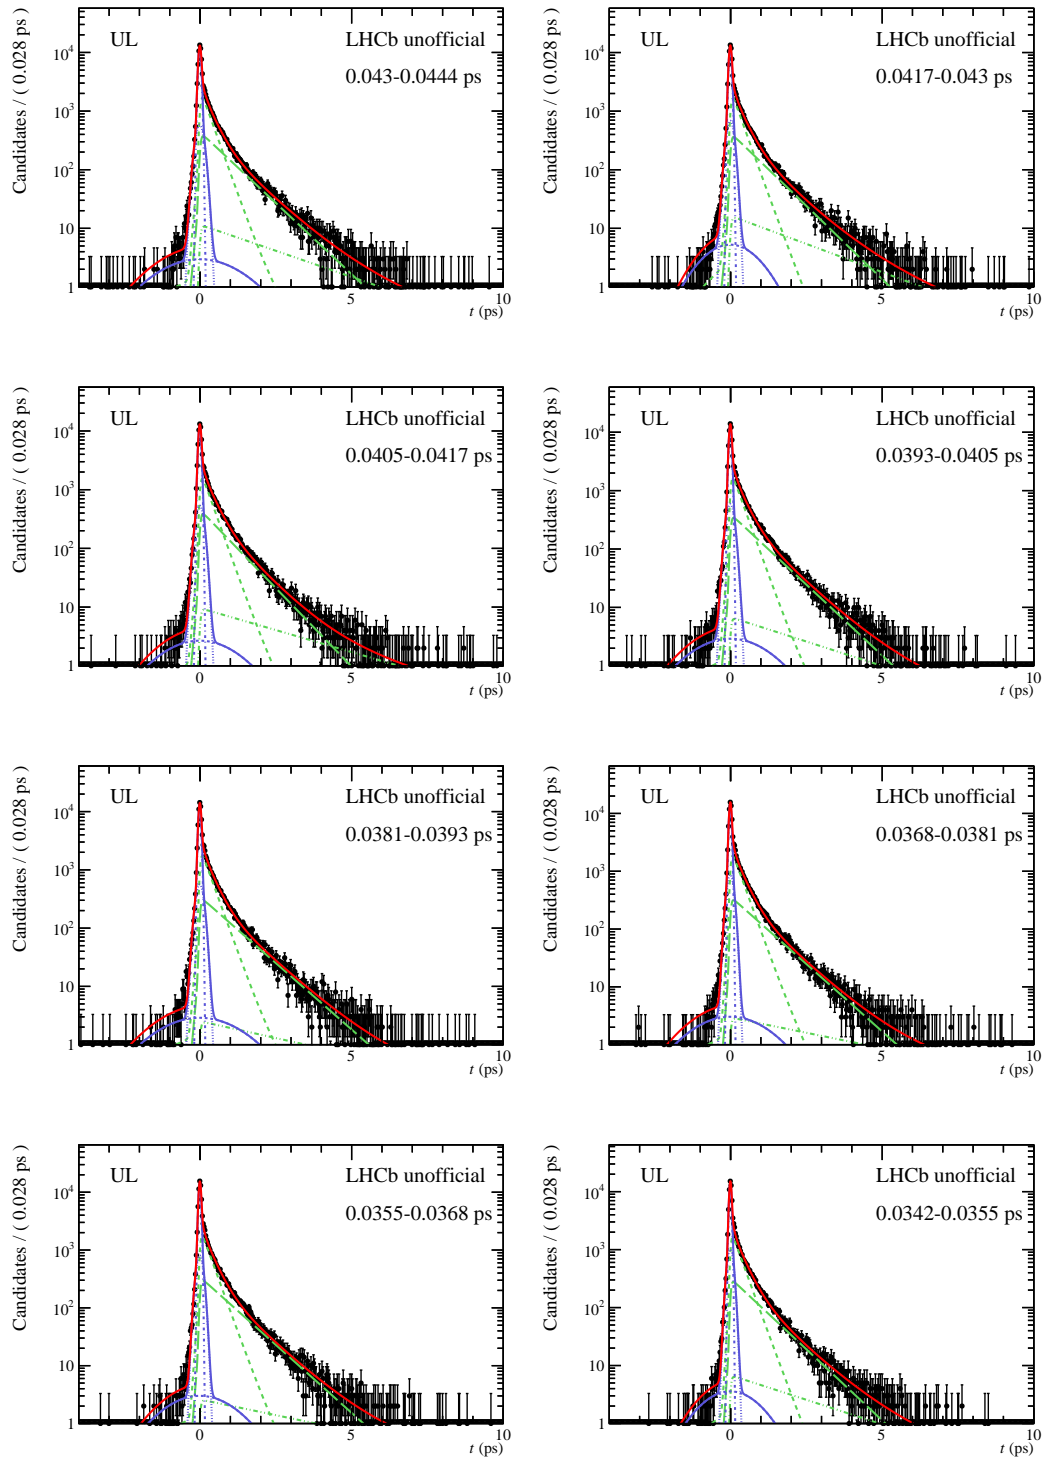 Candidates / ( 0.028 ps )
UL
LHCb unofficial
0.043-0.0444 ps
10^4
10^3
10^2
10
1
0
5
10
t (ps)
Candidates / ( 0.028 ps )
UL
LHCb unofficial
0.0417-0.043 ps
10^4
10^3
10^2
10
1
0
5
10
t (ps)
Candidates / ( 0.028 ps )
UL
LHCb unofficial
0.0405-0.0417 ps
10^4
10^3
10^2
10
1
0
5
10
t (ps)
Candidates / ( 0.028 ps )
UL
LHCb unofficial
0.0393-0.0405 ps
10^4
10^3
10^2
10
1
0
5
10
t (ps)
Candidates / ( 0.028 ps )
UL
LHCb unofficial
0.0381-0.0393 ps
10^4
10^3
10^2
10
1
0
5
10
t (ps)
Candidates / ( 0.028 ps )
UL
LHCb unofficial
0.0368-0.0381 ps
10^4
10^3
10^2
10
1
0
5
10
t (ps)
Candidates / ( 0.028 ps )
UL
LHCb unofficial
0.0355-0.0368 ps
10^4
10^3
10^2
10
1
0
5
10
t (ps)
Candidates / ( 0.028 ps )
UL
LHCb unofficial
0.0342-0.0355 ps
10^4
10^3
10^2
10
1
0
5
10
t (ps)